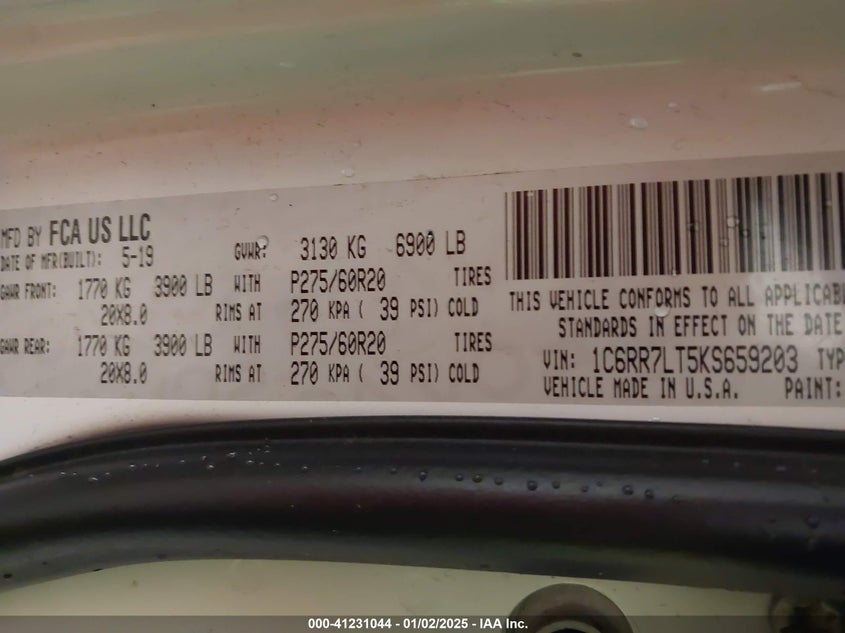 MFD BY FCA US LLC
DATE OF MFR(BUILT): 5-19 GVWR: 3130 KG 6900 LB
GAWR FRONT: 1770 KG 3900 LB WITH P275/60R20 TIRES
20X8.0 RIMS AT 270 KPA ( 39 PSI) COLD
GAWR REAR: 1770 KG 3900 LB WITH P275/60R20 TIRES
20X8.0 RIMS AT 270 KPA ( 39 PSI) COLD
THIS VEHICLE CONFORMS TO ALL APPLICABL
STANDARDS IN EFFECT ON THE DATE
VIN: 1C6RR7LT5KS659203 TYP
VEHICLE MADE IN U.S.A. PAINT:
000-41231044 — 01/02/2025 — IAA Inc.